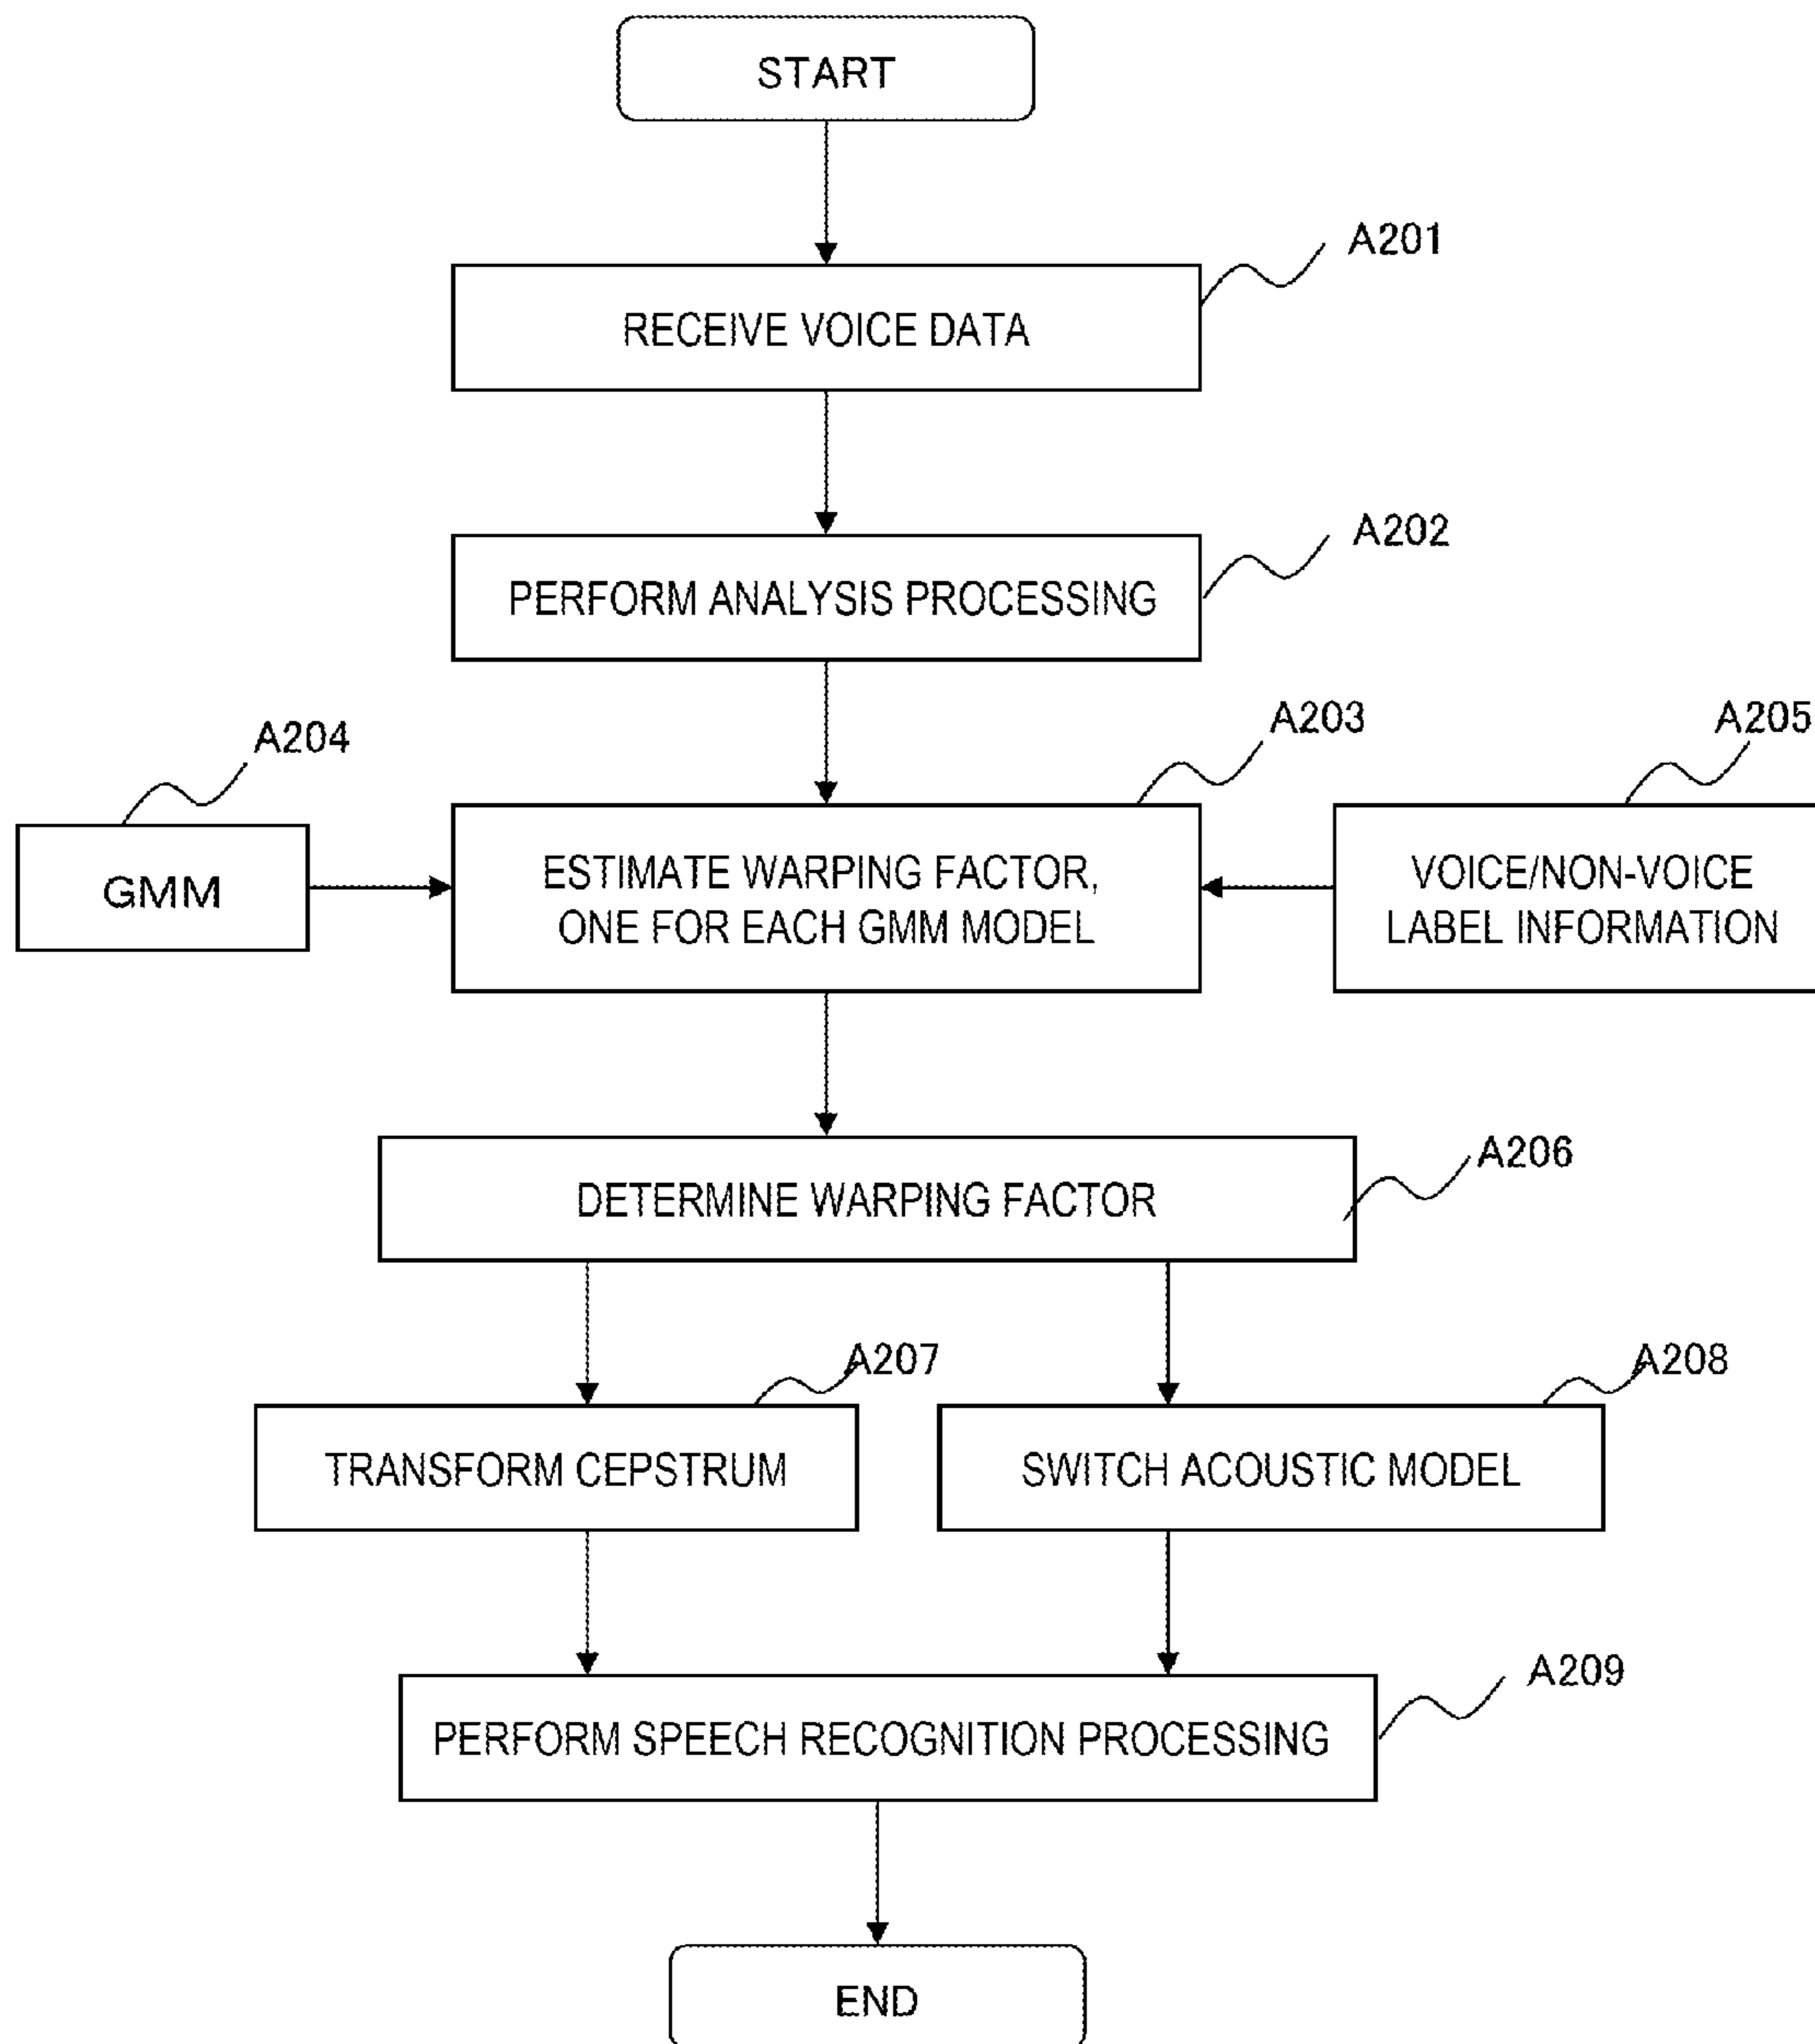 START
A201
RECEIVE VOICE DATA
A202
PERFORM ANALYSIS PROCESSING
A204
A203
A205
GMM
ESTIMATE WARPING FACTOR,
ONE FOR EACH GMM MODEL
VOICE/NON-VOICE
LABEL INFORMATION
A206
DETERMINE WARPING FACTOR
A207
A208
TRANSFORM CEPSTRUM
SWITCH ACOUSTIC MODEL
A209
PERFORM SPEECH RECOGNITION PROCESSING
END